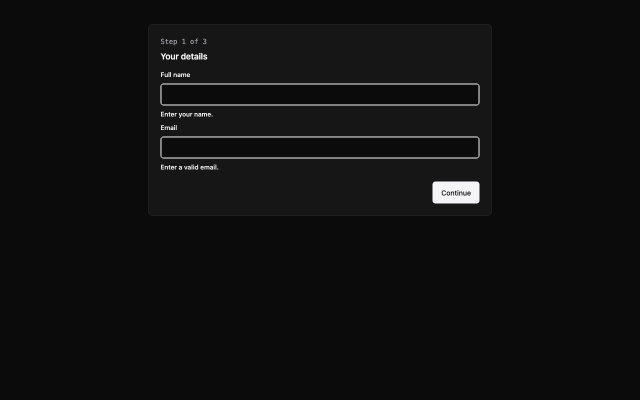 Step 1 of 3
Your details
Full name
Enter your name.
Email
Enter a valid email.
Continue